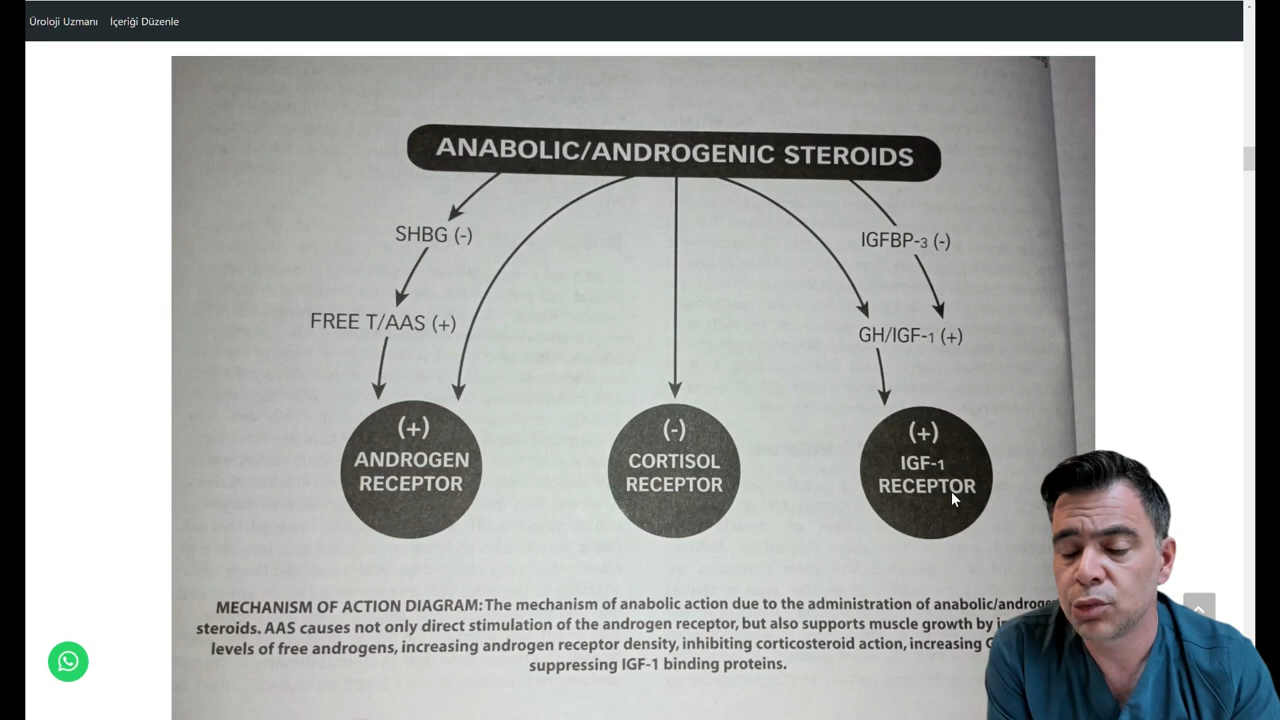 Üroloji Uzmanı İçeriği Düzenle
ANABOLIC/ANDROGENIC STEROIDS
SHBG (-)
IGFBP-3 (-)
FREE T/AAS (+)
GH/IGF-1 (+)
(+)
ANDROGEN
RECEPTOR
(-)
CORTISOL
RECEPTOR
(+)
IGF-1
RECEPTOR
MECHANISM OF ACTION DIAGRAM: The mechanism of anabolic action due to the administration of
steroids. AAS causes not only direct stimulation of the androgen receptor, but also supports muscle growth by
levels of free androgens, increasing androgen receptor density, inhibiting corticosteroid action, increasing
suppressing IGF-1 binding proteins.